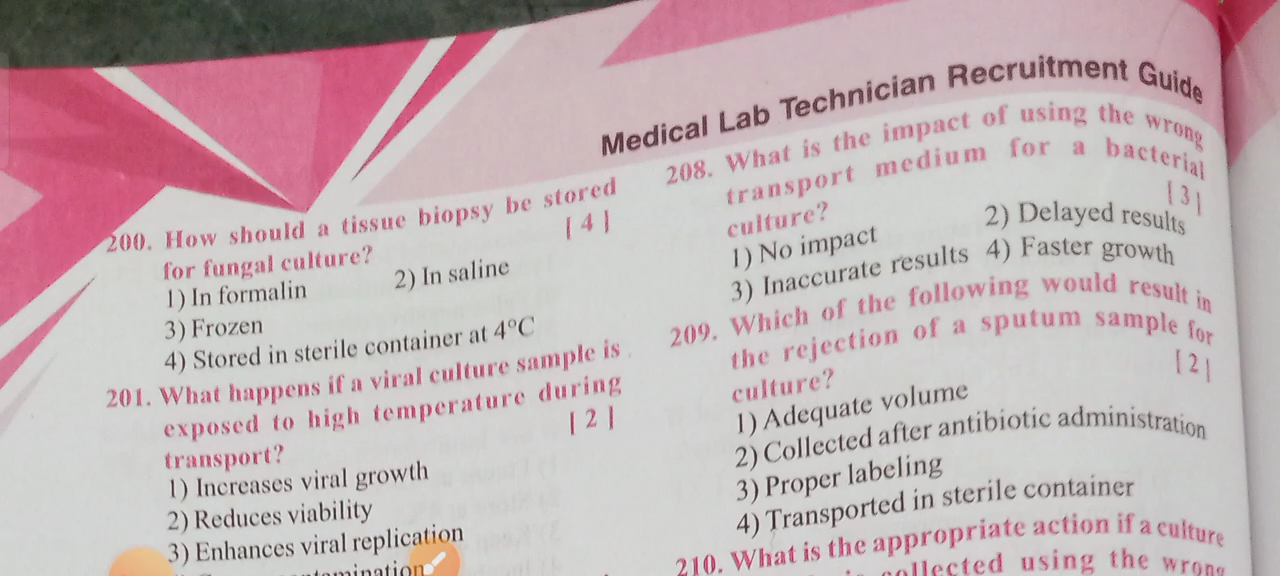 Medical Lab Technician Recruitment Guide
200. How should a tissue biopsy be stored
for fungal culture? [ 4 ]
1) In formalin 2) In saline
3) Frozen
4) Stored in sterile container at 4°C
201. What happens if a viral culture sample is
exposed to high temperature during
transport? [ 2 ]
1) Increases viral growth
2) Reduces viability
3) Enhances viral replication
208. What is the impact of using the wrong
transport medium for a bacterial
culture? [ 3 ]
1) No impact 2) Delayed results
3) Inaccurate results 4) Faster growth
209. Which of the following would result in
the rejection of a sputum sample for
culture? [ 2 ]
1) Adequate volume
2) Collected after antibiotic administration
3) Proper labeling
4) Transported in sterile container
210. What is the appropriate action if a culture
collected using the wrong